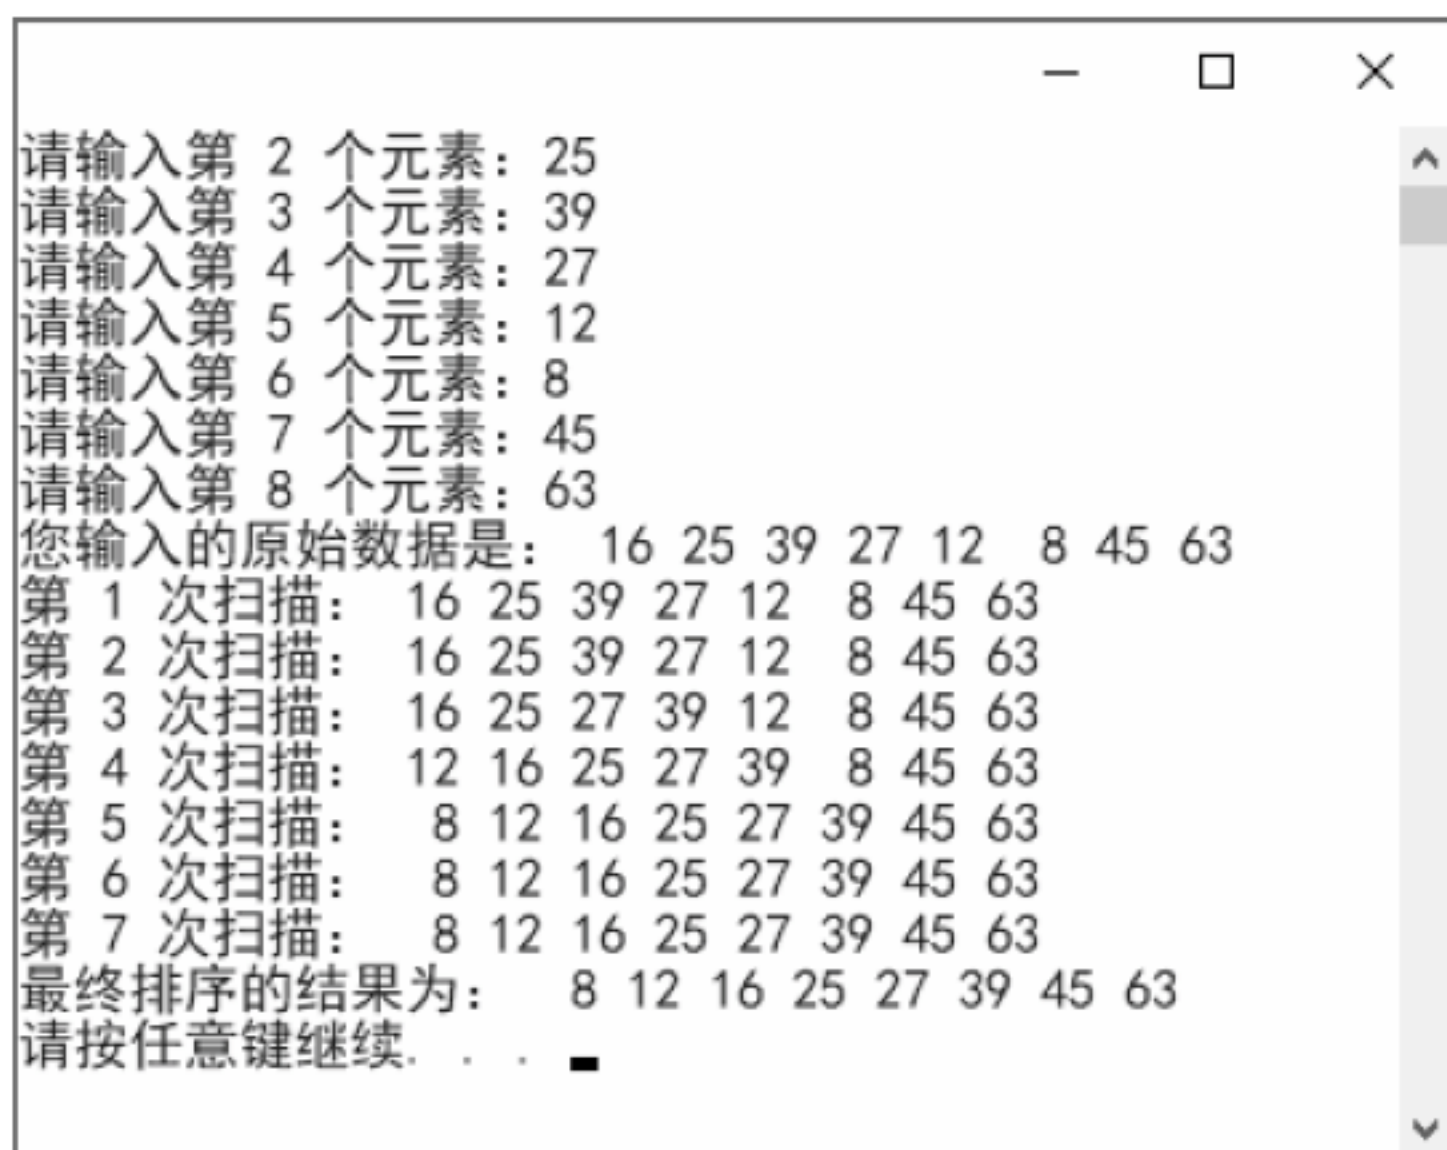 请输入第 2 个元素：25
请输入第 3 个元素：39
请输入第 4 个元素：27
请输入第 5 个元素：12
请输入第 6 个元素：8
请输入第 7 个元素：45
请输入第 8 个元素：63
您输入的原始数据是： 16 25 39 27 12  8 45 63
第 1 次扫描： 16 25 39 27 12  8 45 63
第 2 次扫描： 16 25 39 27 12  8 45 63
第 3 次扫描： 16 25 27 39 12  8 45 63
第 4 次扫描： 12 16 25 27 39  8 45 63
第 5 次扫描：  8 12 16 25 27 39 45 63
第 6 次扫描：  8 12 16 25 27 39 45 63
第 7 次扫描：  8 12 16 25 27 39 45 63
最终排序的结果为：  8 12 16 25 27 39 45 63
请按任意键继续. . .